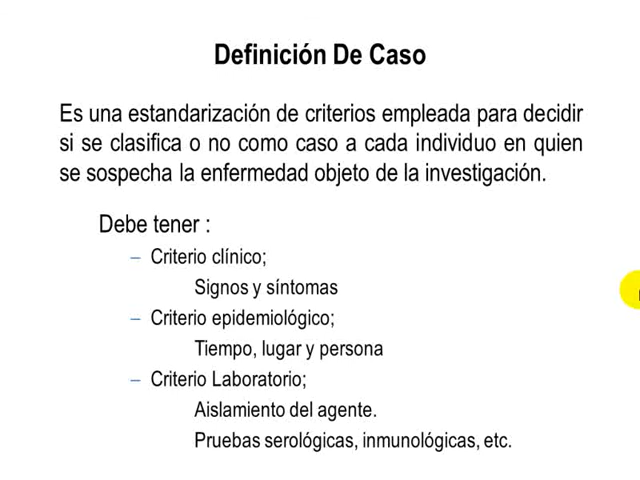 Definición De Caso
Es una estandarización de criterios empleada para decidir
si se clasifica o no como caso a cada individuo en quien
se sospecha la enfermedad objeto de la investigación.
Debe tener :
– Criterio clínico;
Signos y síntomas
– Criterio epidemiológico;
Tiempo, lugar y persona
– Criterio Laboratorio;
Aislamiento del agente.
Pruebas serológicas, inmunológicas, etc.